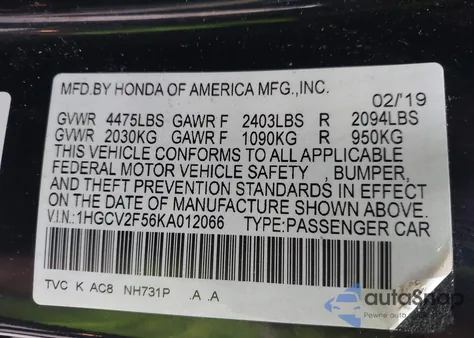 MFD.BY HONDA OF AMERICA MFG.,INC.
02/'19
GVWR 4475LBS GAWR F 2403LBS R 2094LBS
GVWR 2030KG GAWR F 1090KG R 950KG
THIS VEHICLE CONFORMS TO ALL APPLICABLE
FEDERAL MOTOR VEHICLE SAFETY , BUMPER,
AND THEFT PREVENTION STANDARDS IN EFFECT
ON THE DATE OF MANUFACTURE SHOWN ABOVE.
V.I.N.:1HGCV2F56KA012066 TYPE:PASSENGER CAR
TVC K AC8 NH731P .A .A
autoSnap
Pewne auto